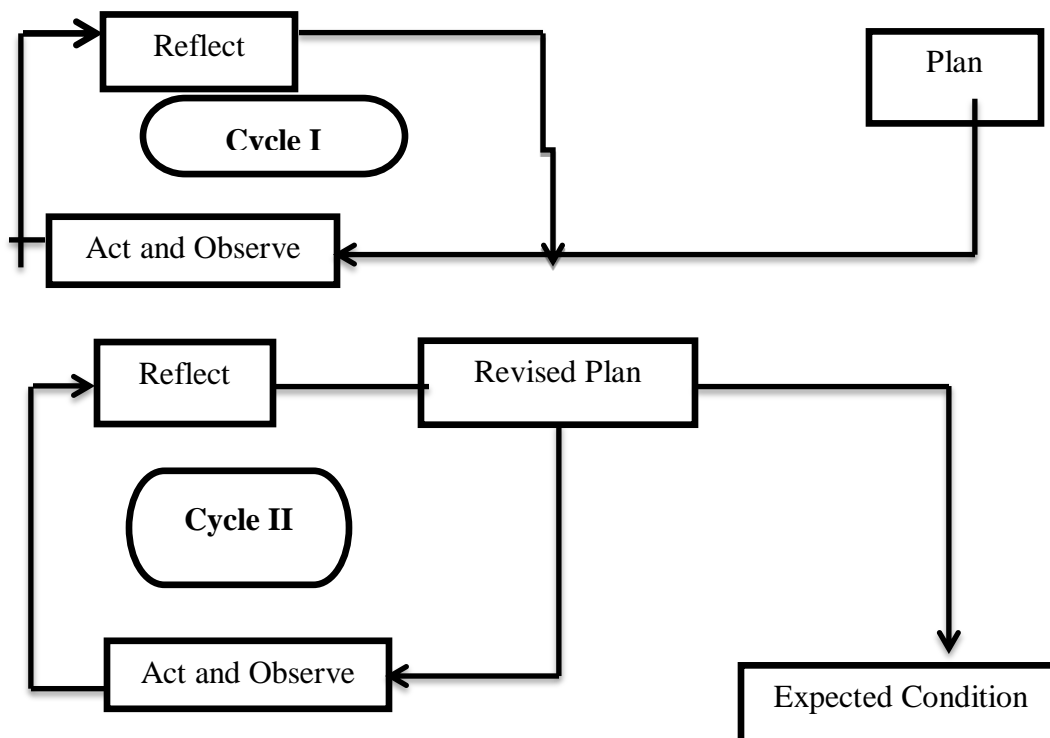 Reflect
Plan
Cycle I
Act and Observe
Reflect
Revised Plan
Cycle II
Act and Observe
Expected Condition